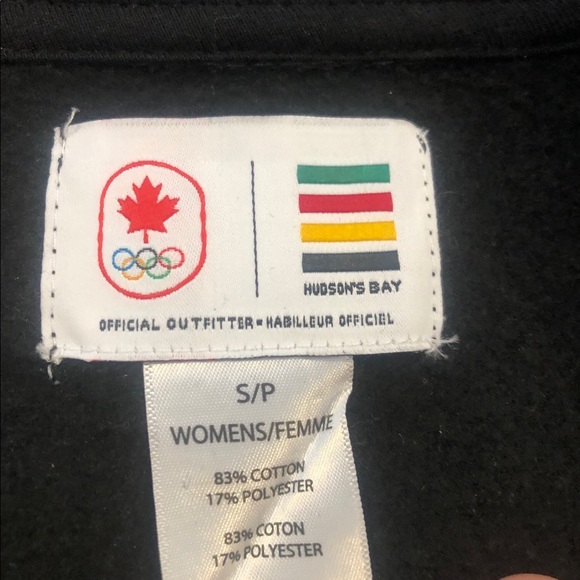 HUDSON'S BAY
OFFICIAL OUTFITTER = HABILLEUR OFFICIEL
S/P
WOMENS/FEMME
83% COTTON
17% POLYESTER
83% COTON
17% POLYESTER